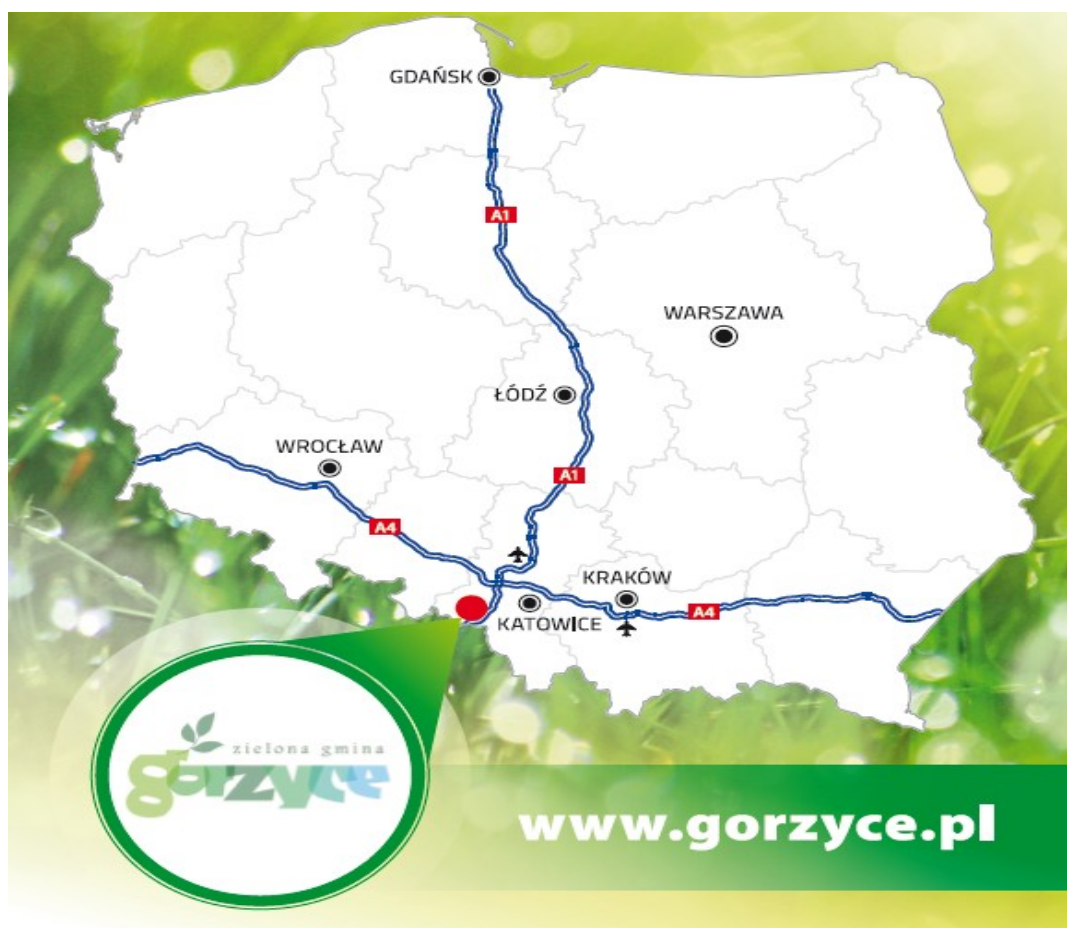 GDAŃSK
A1
WARSZAWA
ŁÓDŹ
WROCŁAW
A1
A4
KRAKÓW
A4
KATOWICE
zielona gmina
gorzyce
www.gorzyce.pl